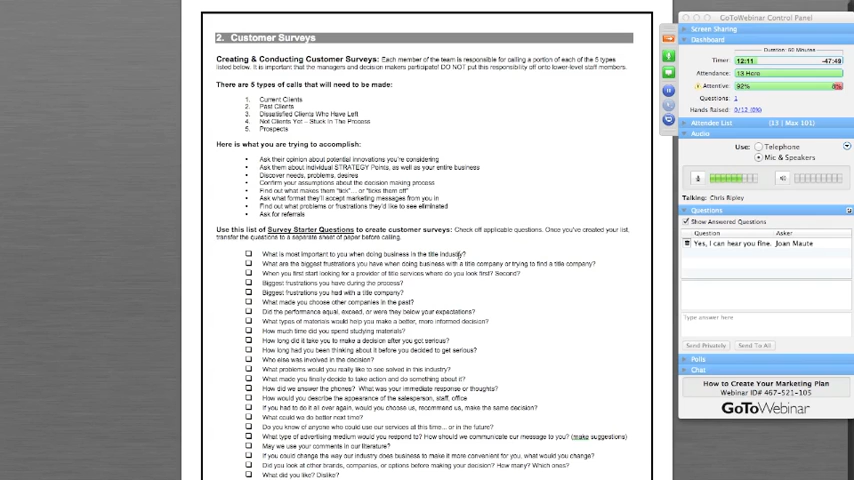 2. Customer Surveys
Creating & Conducting Customer Surveys: Each member of the team is responsible for calling a portion of each of the 5 types
listed below. It is important that the managers and decision makers participate! DO NOT put this responsibility off onto lower-level staff members.
There are 5 types of calls that will need to be made:
1. Current Clients
2. Past Clients
3. Dissatisfied Clients Who Have Left
4. Not Clients Yet – Stuck In The Process
5. Prospects
Here is what you are trying to accomplish:
• Ask their opinion about potential innovations you're considering
• Ask them about individual STRATEGY Points, as well as your entire business
• Discover needs, problems, desires
• Confirm your assumptions about the decision making process
• Find out what makes them "tick"... or "ticks them off"
• Ask what format they'll accept marketing messages from you in
• Find out what problems or frustrations they'd like to see eliminated
• Ask for referrals
Use this list of Survey Starter Questions to create customer surveys: Check off applicable questions. Once you've created your list,
transfer the questions to a separate sheet of paper before calling.
What is most important to you when doing business in the title industry?
What are the biggest frustrations you have when doing business with a title company or trying to find a title company?
When you first start looking for a provider of title services where do you look first? Second?
Biggest frustrations you have during the process?
Biggest frustrations you had with a title company?
What made you choose other companies in the past?
Did the performance equal, exceed, or were they below your expectations?
What types of materials would help you make a better, more informed decision?
How much time did you spend studying materials?
How long did it take you to make a decision after you got serious?
How long had you been thinking about it before you decided to get serious?
Who else was involved in the decision?
What problems would you really like to see solved in this industry?
What made you finally decide to take action and do something about it?
How did we answer the phones? What was your immediate response or thoughts?
How would you describe the appearance of the salesperson, staff, office
If you had to do it all over again, would you choose us, recommend us, make the same decision?
What could we do better next time?
Do you know of anyone who could use our services at this time... or in the future?
What type of advertising medium would you respond to? How should we communicate our message to you? (make suggestions)
May we use your comments in our literature?
If you could change the way our industry does business to make it more convenient for you, what would you change?
Did you look at other brands, companies, or options before making your decision? How many? Which ones?
What did you like? Dislike?
GoToWebinar Control Panel
Screen Sharing
Dashboard
Duration: 60 Minutes
Timer: 12:11 -47:49
Attendance: 13 Here
Attentive: 92%
Questions: 1
Hands Raised: 0/12 (0%)
Attendee List (13 | Max 101)
Audio
Use: Telephone
Mic & Speakers
Talking: Chris Ripley
Questions
Show Answered Questions
Question Asker
Yes, I can hear you fine. Joan Maute
Type answer here
Send Privately Send To All
Polls
Chat
How to Create Your Marketing Plan
Webinar ID# 467-521-105
GoToWebinar